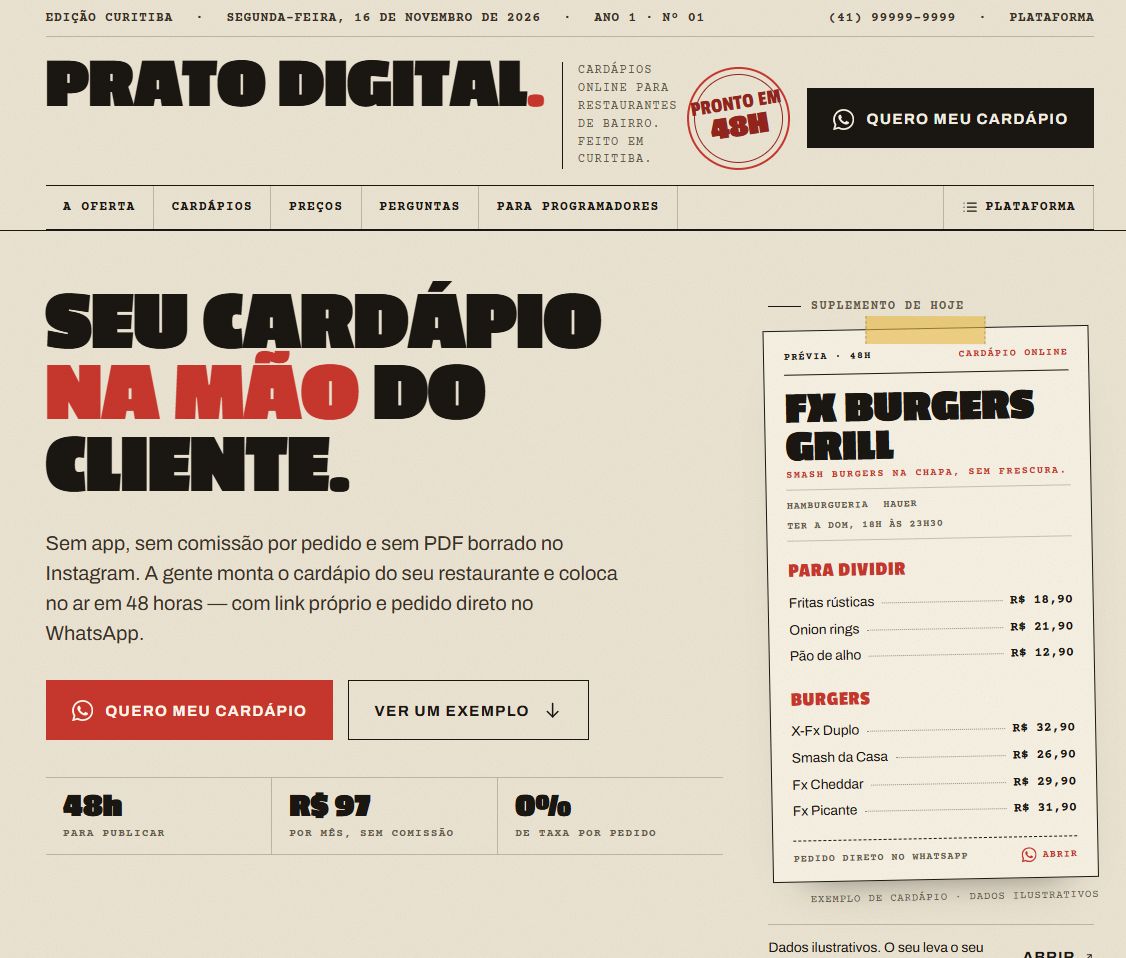 EDIÇÃO CURITIBA · SEGUNDA-FEIRA, 16 DE NOVEMBRO DE 2026 · ANO 1 · Nº 01
(41) 99999-9999 · PLATAFORMA
PRATO DIGITAL.
CARDÁPIOS
ONLINE PARA
RESTAURANTES
DE BAIRRO.
FEITO EM
CURITIBA.
PRONTO EM
48H
QUERO MEU CARDÁPIO
A OFERTA
CARDÁPIOS
PREÇOS
PERGUNTAS
PARA PROGRAMADORES
PLATAFORMA
SEU CARDÁPIO
NA MÃO DO
CLIENTE.
Sem app, sem comissão por pedido e sem PDF borrado no
Instagram. A gente monta o cardápio do seu restaurante e coloca
no ar em 48 horas — com link próprio e pedido direto no
WhatsApp.
QUERO MEU CARDÁPIO
VER UM EXEMPLO ↓
48h
PARA PUBLICAR
R$ 97
POR MÊS, SEM COMISSÃO
0%
DE TAXA POR PEDIDO
SUPLEMENTO DE HOJE
PRÉVIA · 48H
CARDÁPIO ONLINE
FX BURGERS
GRILL
SMASH BURGERS NA CHAPA, SEM FRESCURA.
HAMBURGUERIA HAUER
TER A DOM, 18H ÀS 23H30
PARA DIVIDIR
Fritas rústicas R$ 18,90
Onion rings R$ 21,90
Pão de alho R$ 12,90
BURGERS
X-Fx Duplo R$ 32,90
Smash da Casa R$ 26,90
Fx Cheddar R$ 29,90
Fx Picante R$ 31,90
PEDIDO DIRETO NO WHATSAPP
ABRIR
EXEMPLO DE CARDÁPIO · DADOS ILUSTRATIVOS
Dados ilustrativos. O seu leva o seu
ABRIR ↗